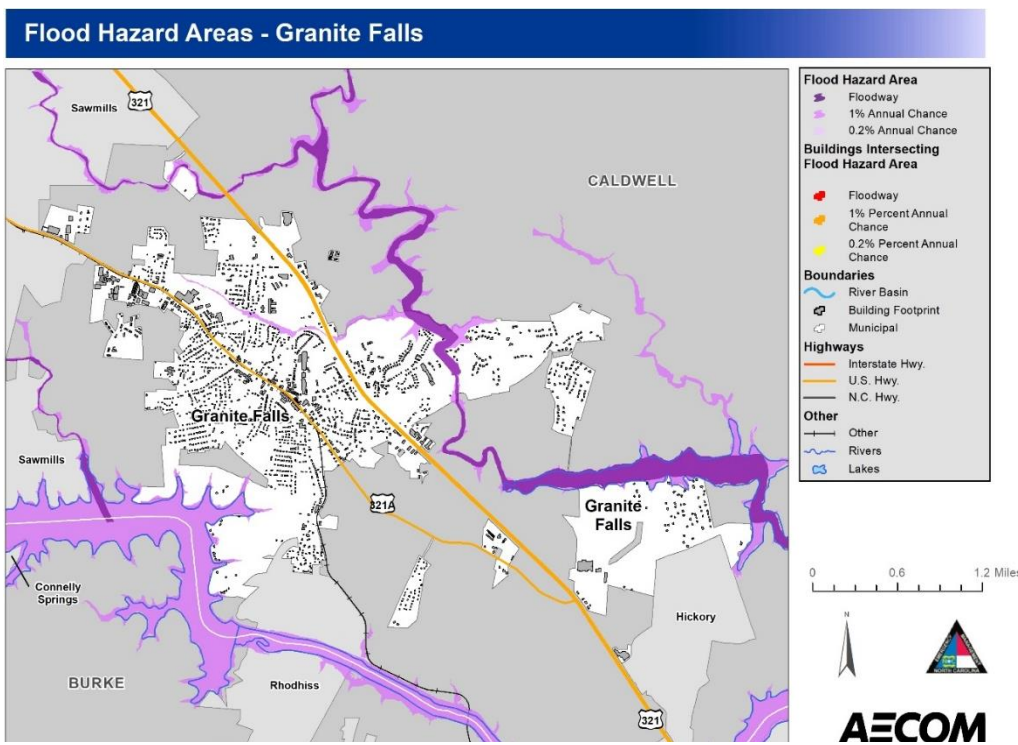 Flood Hazard Areas - Granite Falls
Sawmills
321
CALDWELL
Granite Falls
Sawmills
321A
Granite
Falls
Connelly
Springs
Hickory
BURKE
Rhodhiss
321
Flood Hazard Area
Floodway
1% Annual Chance
0.2% Annual Chance
Buildings Intersecting
Flood Hazard Area
Floodway
1% Percent Annual
Chance
0.2% Percent Annual
Chance
Boundaries
River Basin
Building Footprint
Municipal
Highways
Interstate Hwy.
U.S. Hwy.
N.C. Hwy.
Other
Other
Rivers
Lakes
0 0.6 1.2 Miles
N
NORTH CAROLINA
AECOM